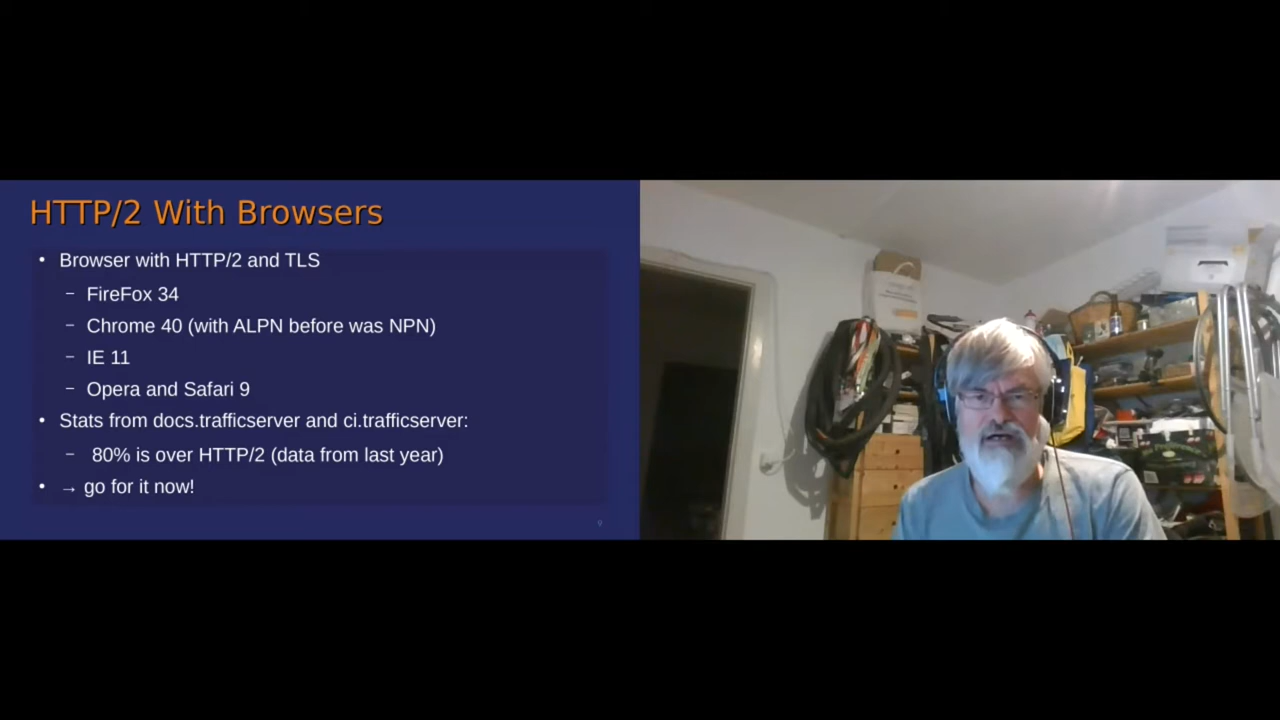 HTTP/2 With Browsers
• Browser with HTTP/2 and TLS
– FireFox 34
– Chrome 40 (with ALPN before was NPN)
– IE 11
– Opera and Safari 9
• Stats from docs.trafficserver and ci.trafficserver:
– 80% is over HTTP/2 (data from last year)
• → go for it now!
9